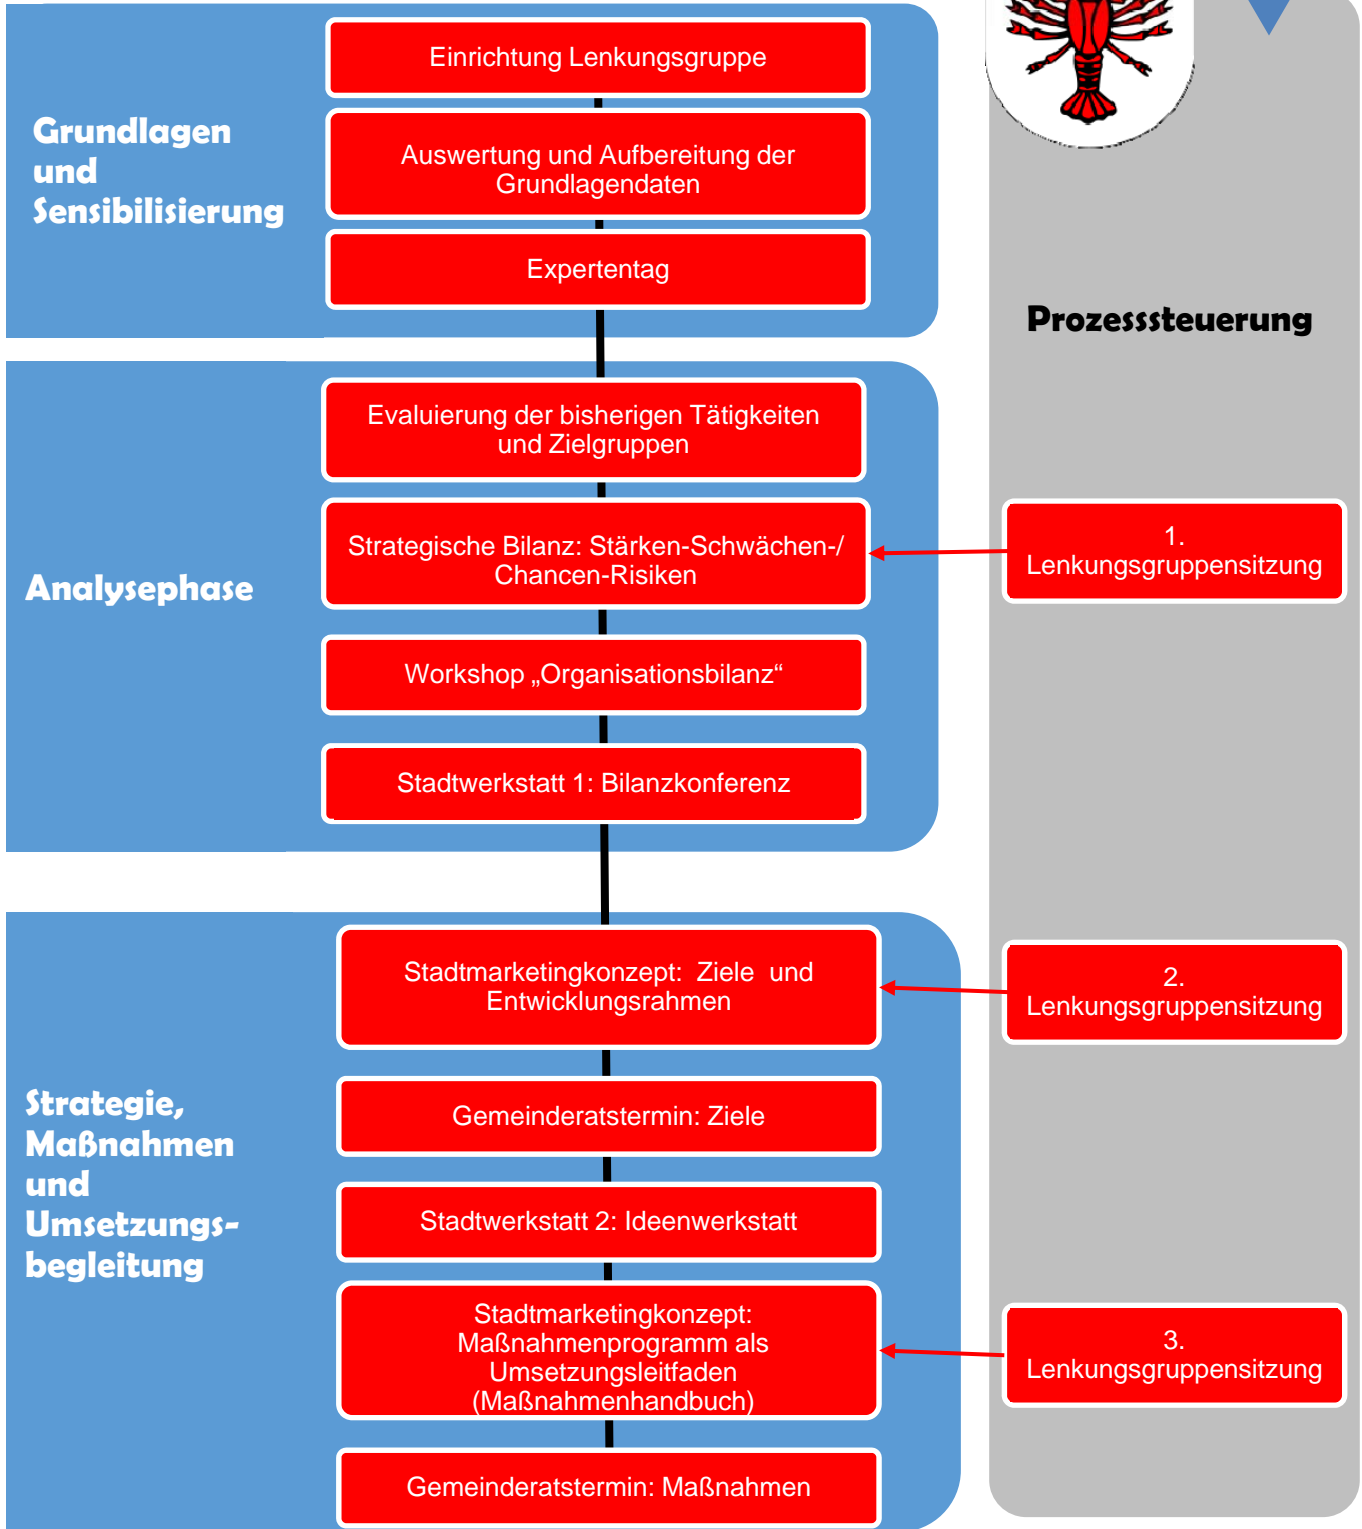 Grundlagen
und
Sensibilisierung
Einrichtung Lenkungsgruppe
Auswertung und Aufbereitung der
Grundlagendaten
Expertentag
Prozesssteuerung
Analysephase
Evaluierung der bisherigen Tätigkeiten
und Zielgruppen
Strategische Bilanz: Stärken-Schwächen-/
Chancen-Risiken
1.
Lenkungsgruppensitzung
Workshop „Organisationsbilanz“
Stadtwerkstatt 1: Bilanzkonferenz
Strategie,
Maßnahmen
und
Umsetzungs-
begleitung
Stadtmarketingkonzept: Ziele und
Entwicklungsrahmen
2.
Lenkungsgruppensitzung
Gemeinderatstermin: Ziele
Stadtwerkstatt 2: Ideenwerkstatt
Stadtmarketingkonzept:
Maßnahmenprogramm als
Umsetzungsleitfaden
(Maßnahmenhandbuch)
3.
Lenkungsgruppensitzung
Gemeinderatstermin: Maßnahmen